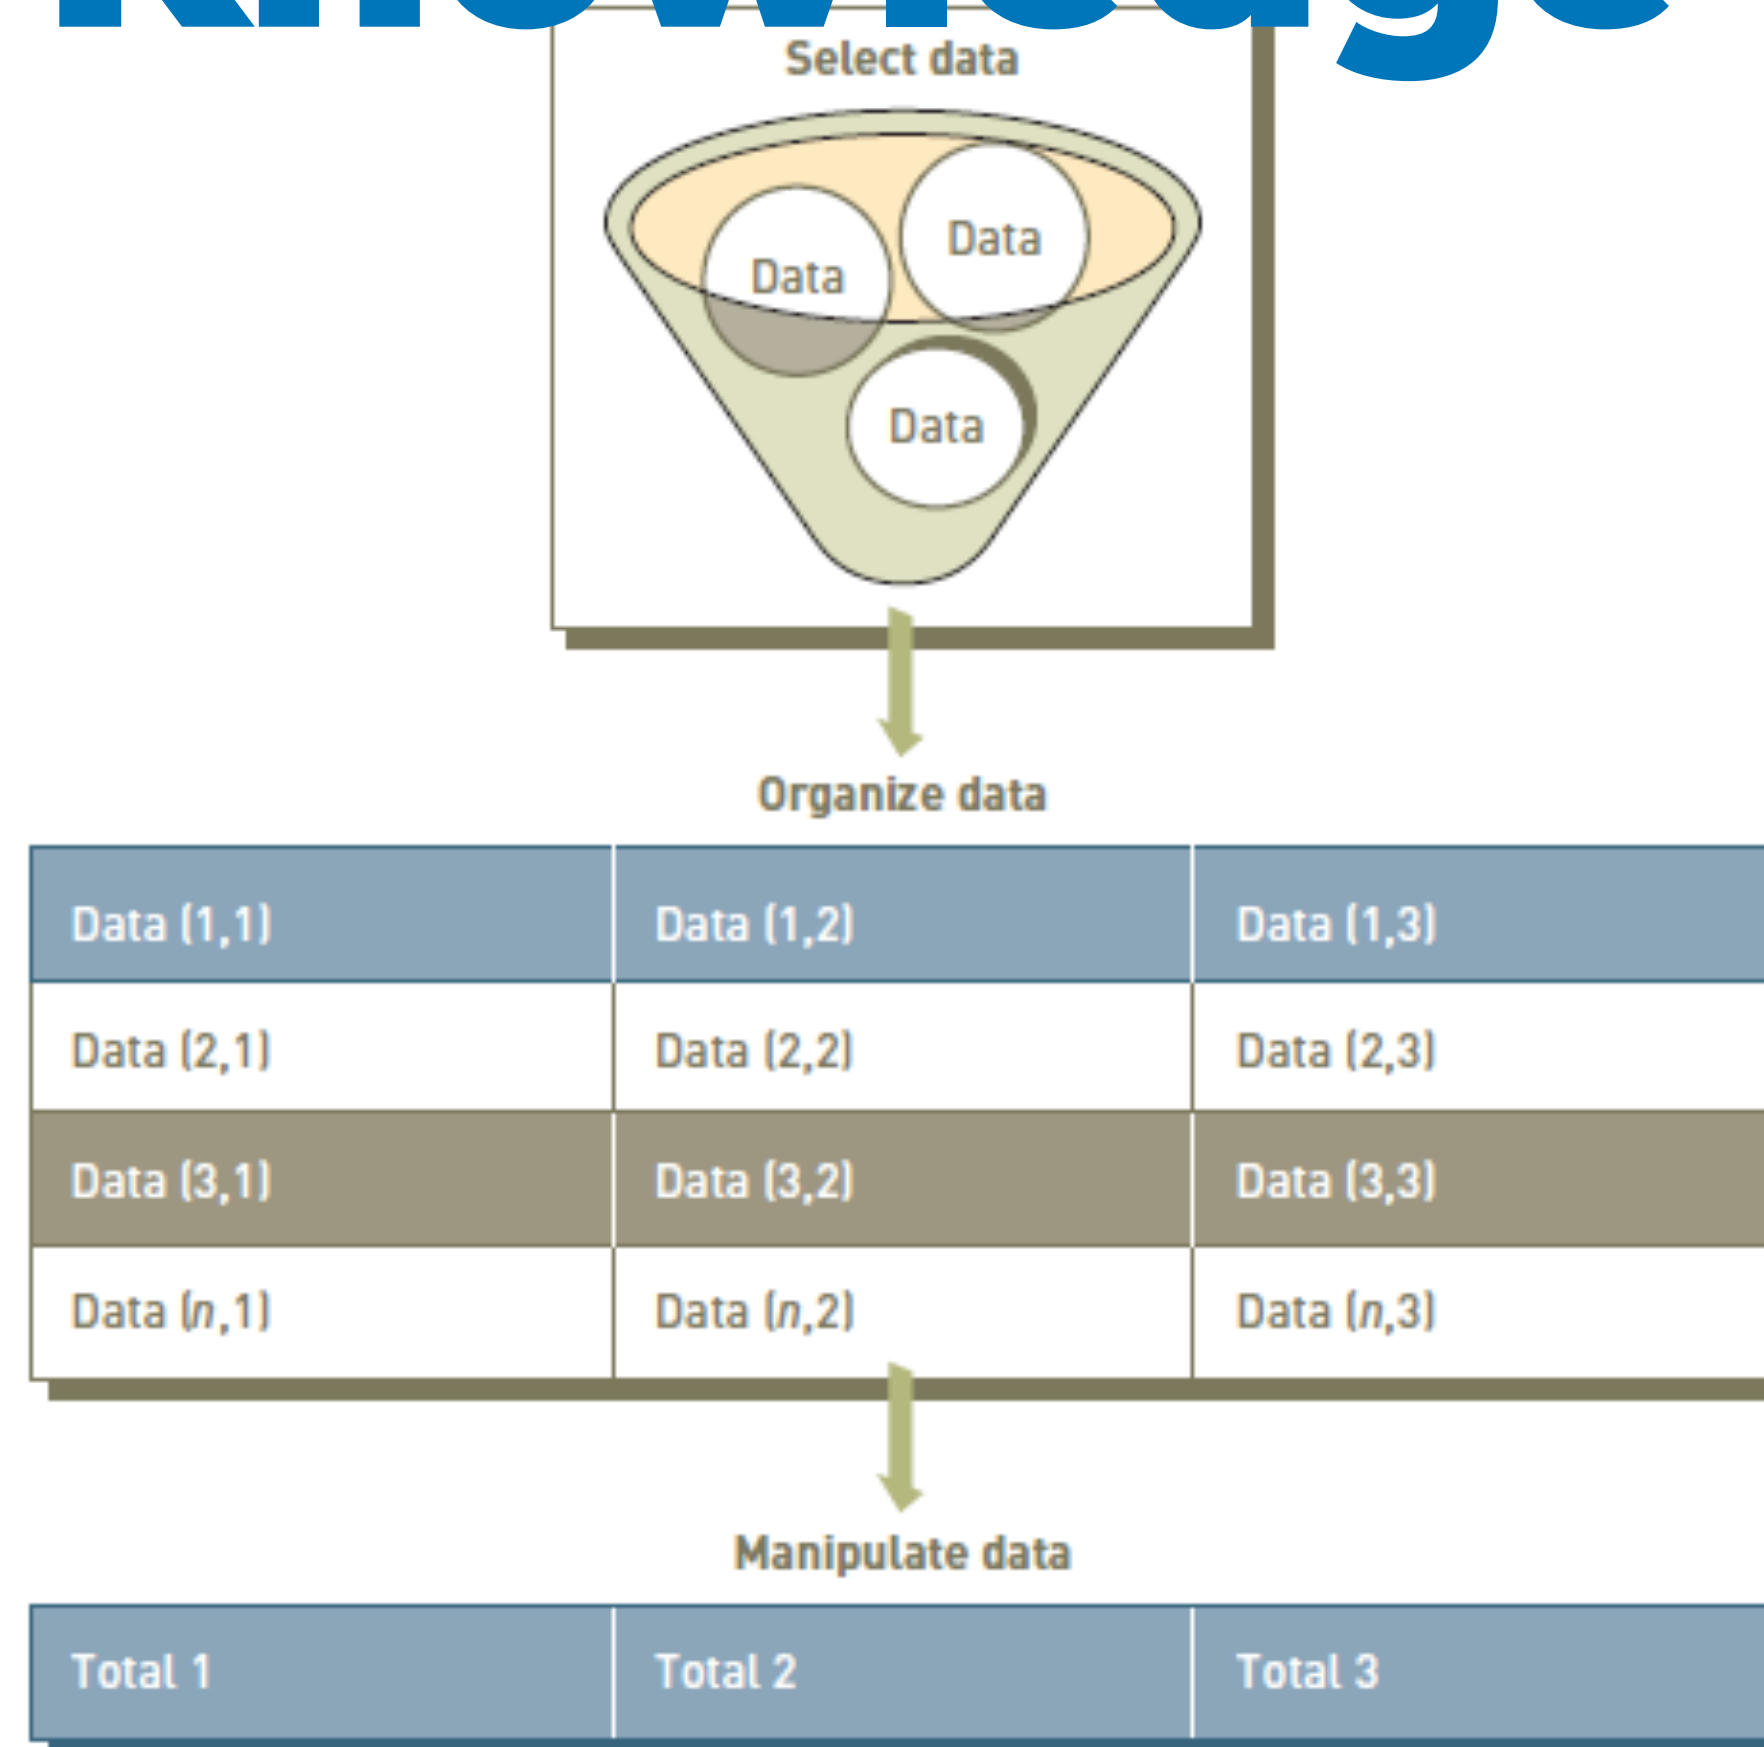 Knowledge
Select data
Data
Data
Data
Organize data
Data (1,1) Data (1,2) Data (1,3)
Data (2,1) Data (2,2) Data (2,3)
Data (3,1) Data (3,2) Data (3,3)
Data (n,1) Data (n,2) Data (n,3)
Manipulate data
Total 1 Total 2 Total 3